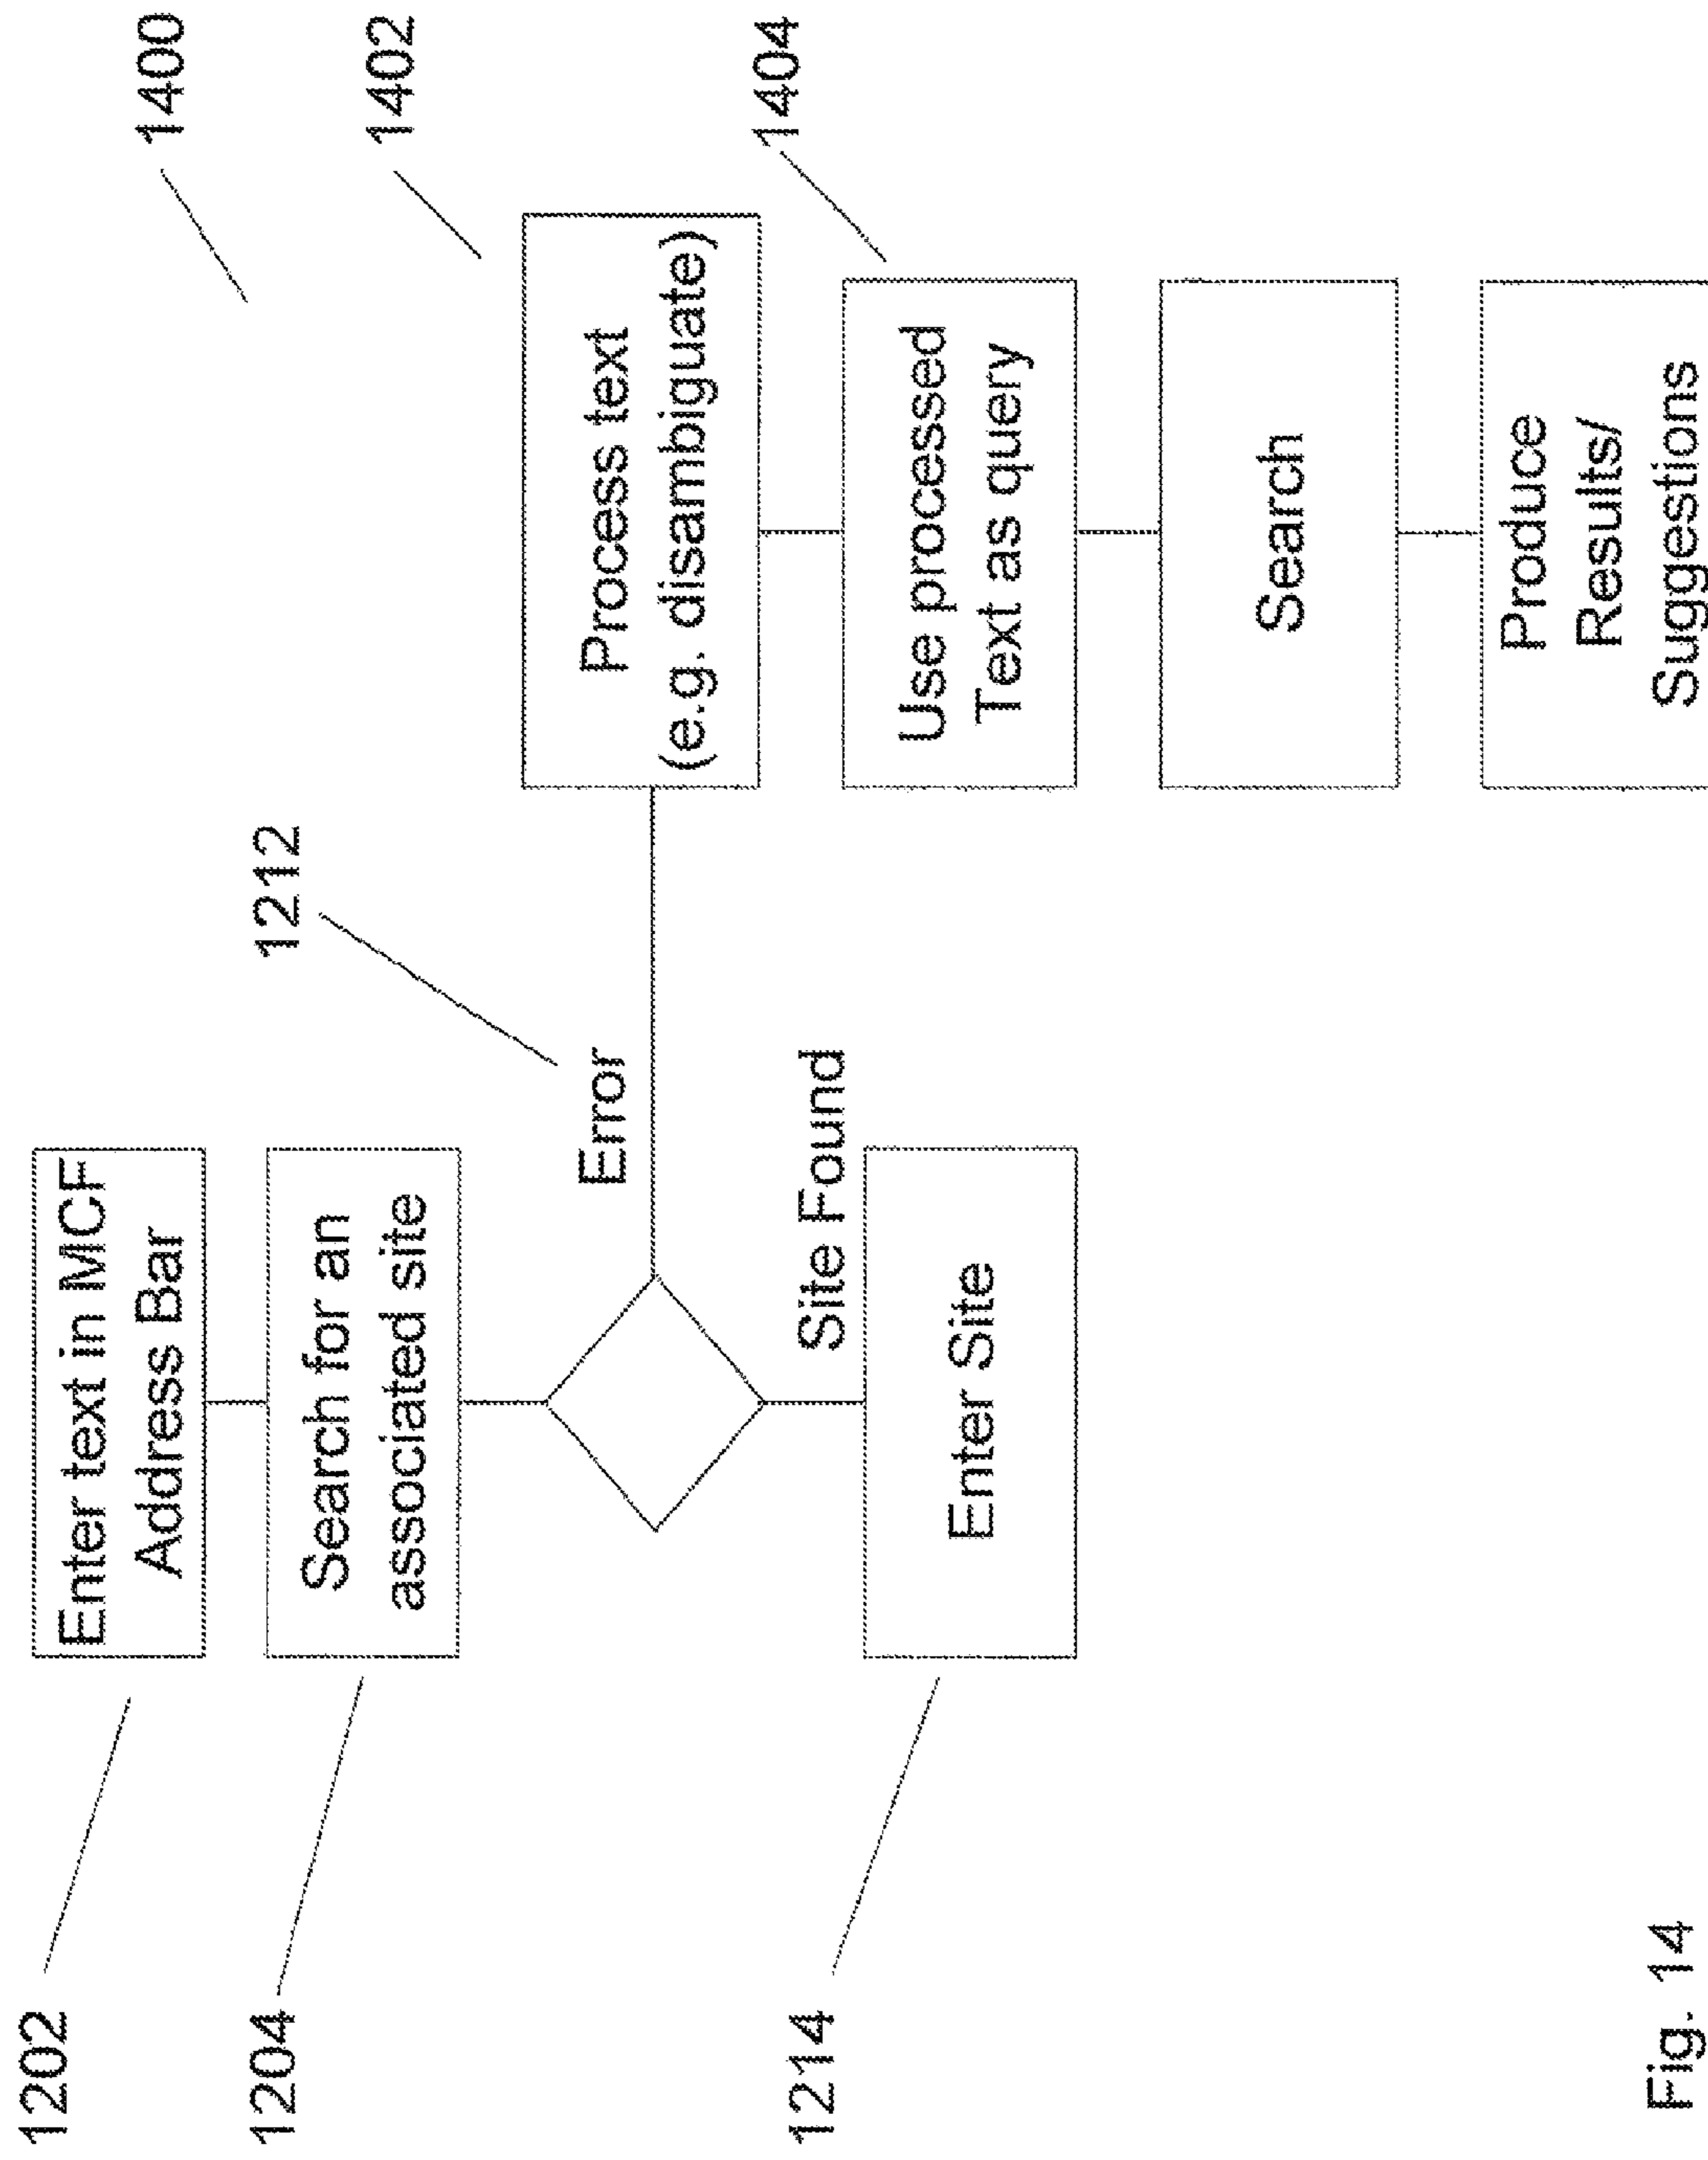 1400
1402
1404
1202
Enter text in MCF
Address Bar
1204
Search for an
associated site
1212
Error
Process text
(e.g. disambiguate)
Use processed
Text as query
Search
Produce
Results/
Suggestions
Site Found
1214
Enter Site
Fig. 14